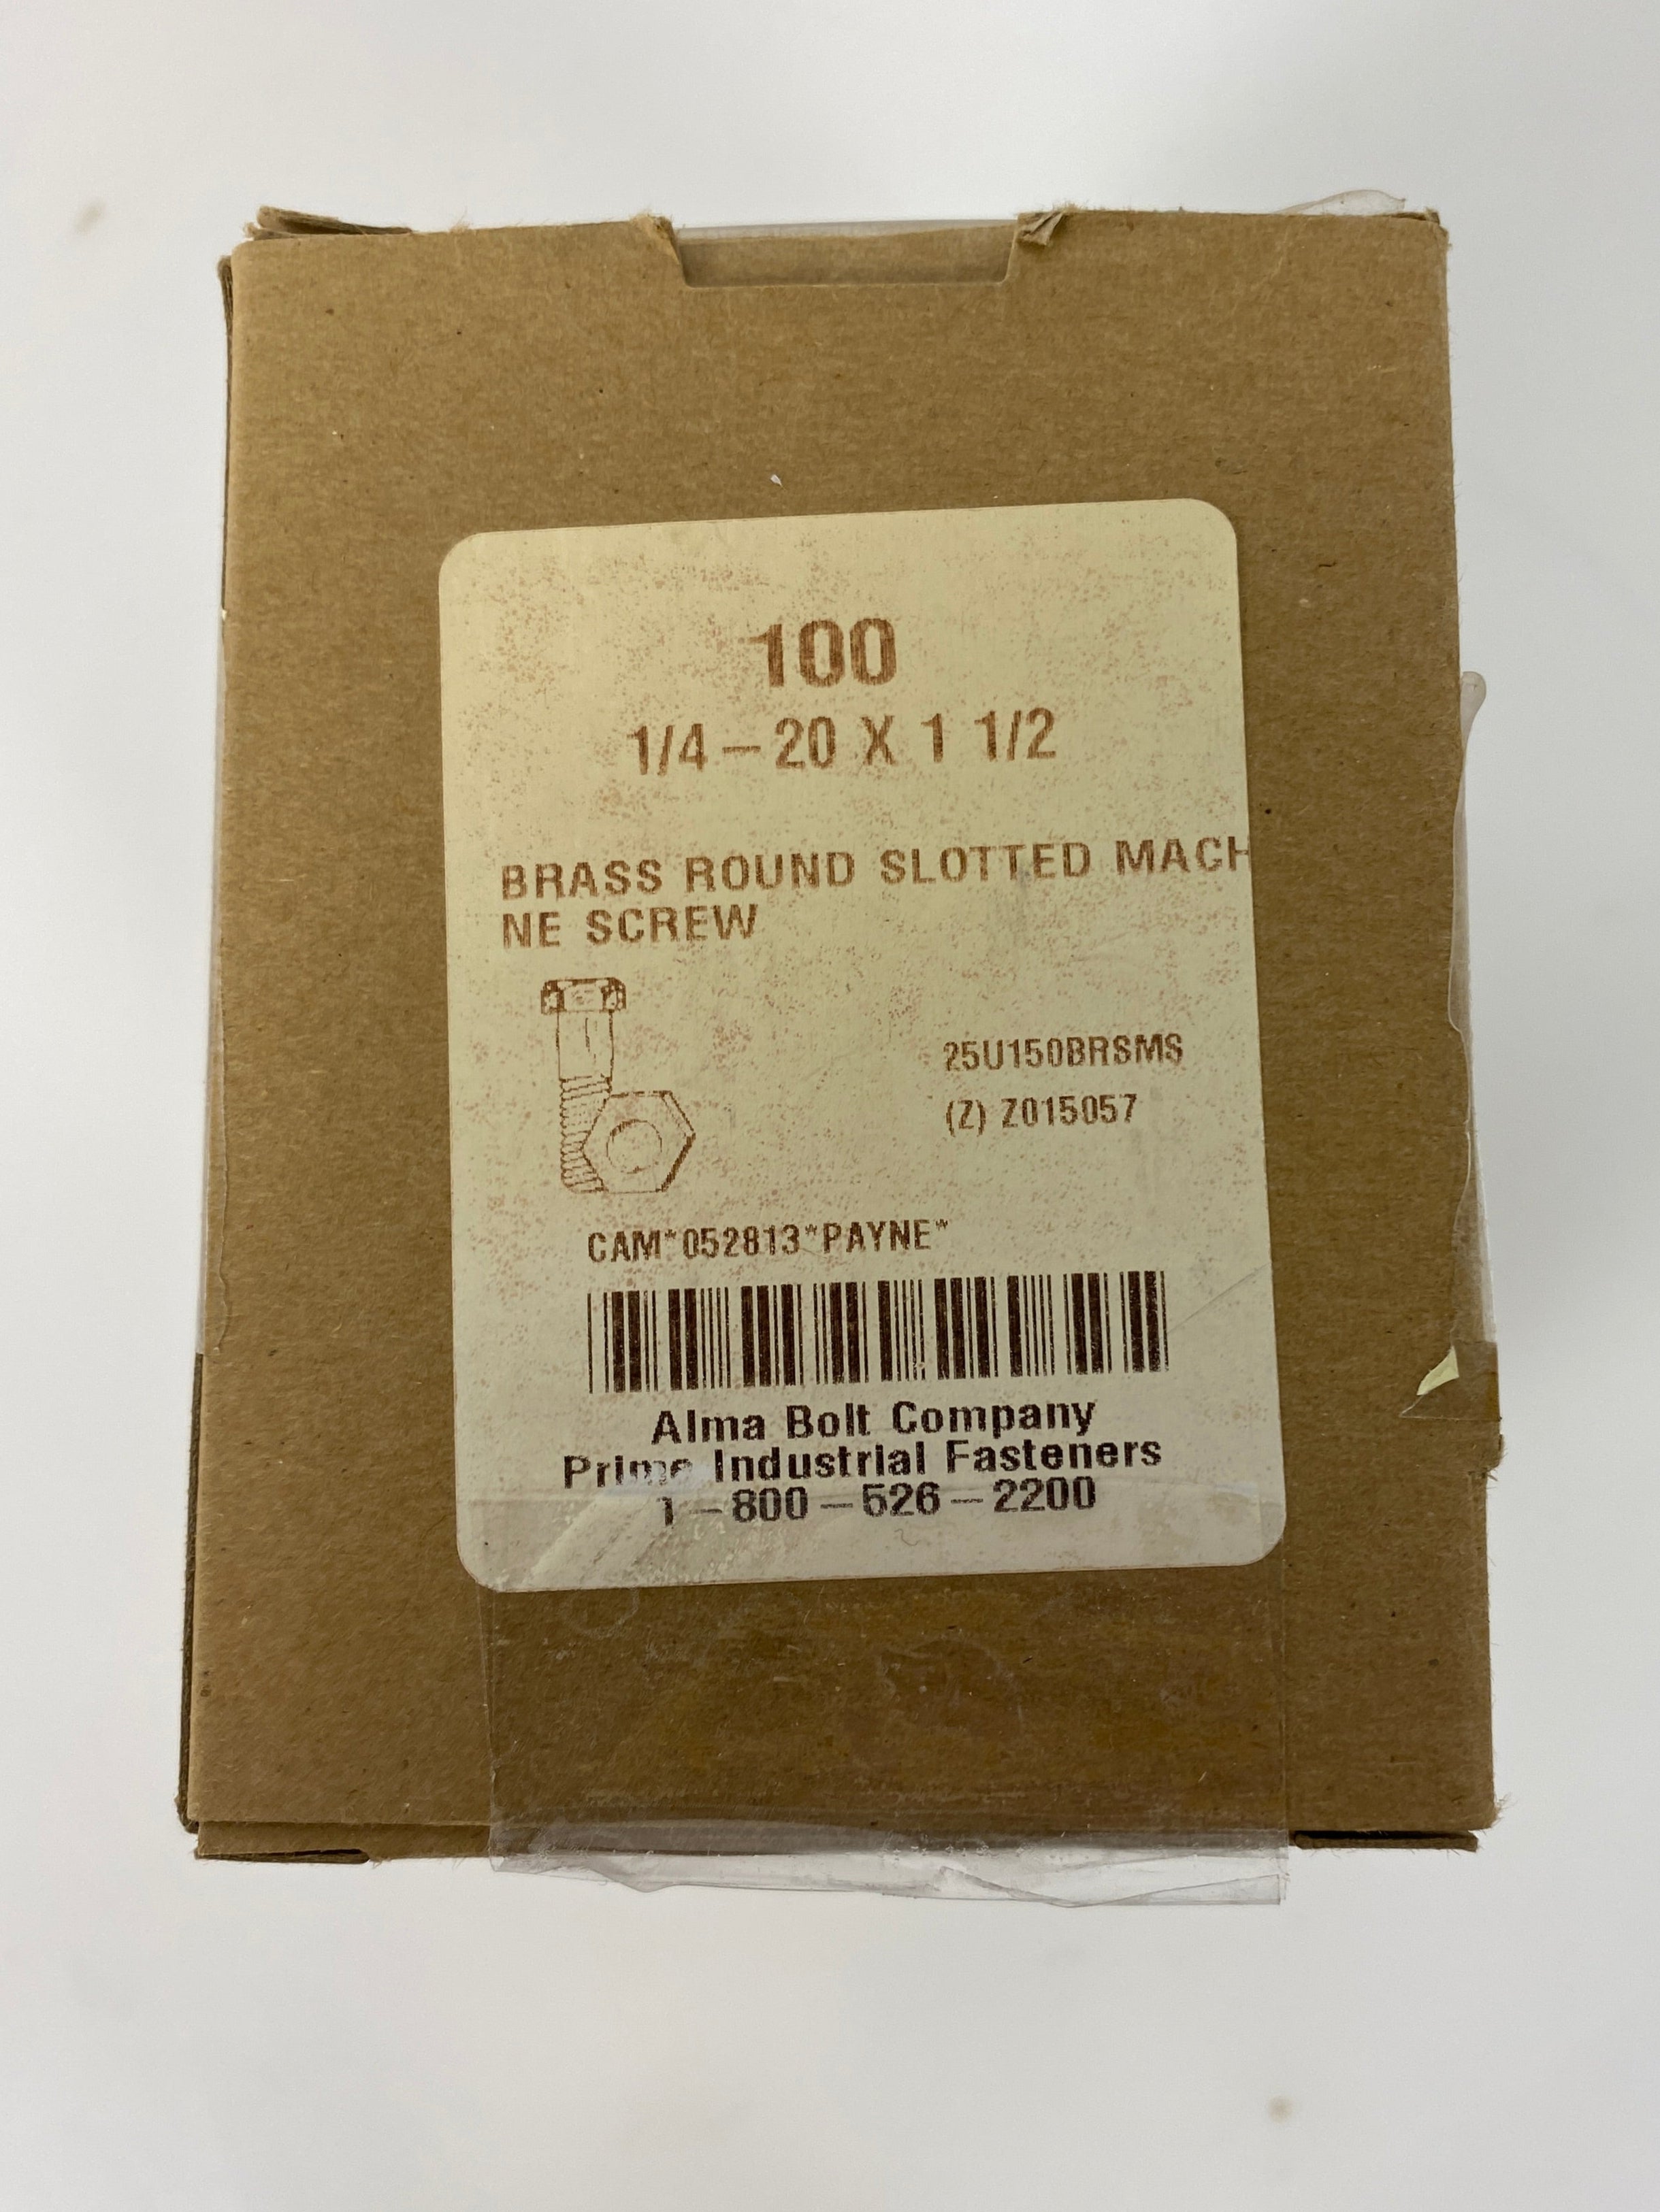 100
1/4-20 X 1 1/2
BRASS ROUND SLOTTED MACH
NE SCREW
25U150BRSMS
(Z) Z015057
CAM*052813*PAYNE*
Alma Bolt Company
Prime Industrial Fasteners
1-800-526-2200